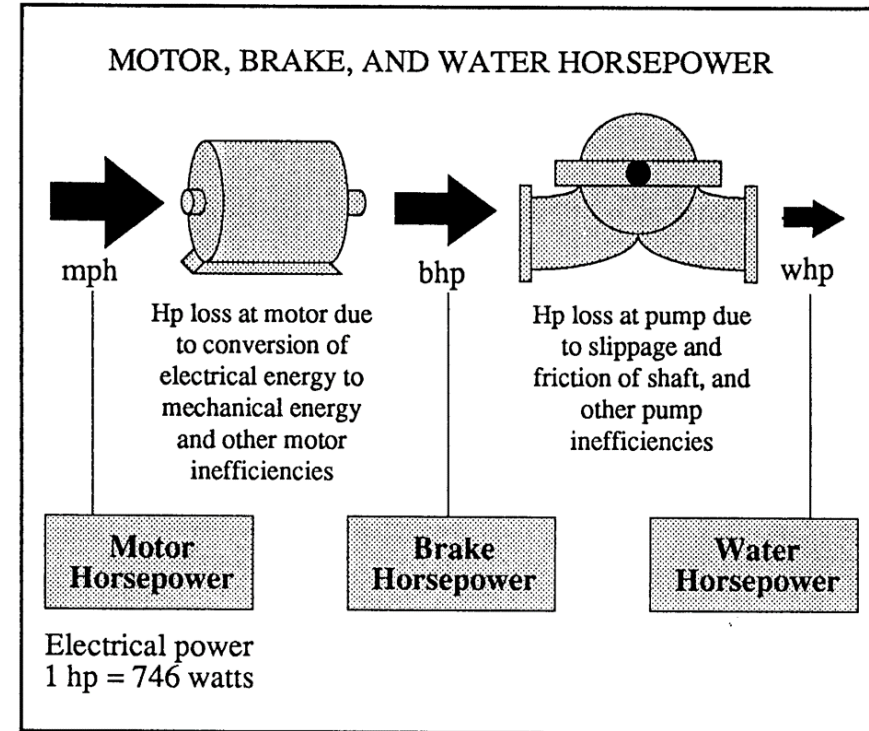 MOTOR, BRAKE, AND WATER HORSEPOWER
mph
bhp
whp
Hp loss at motor due
to conversion of
electrical energy to
mechanical energy
and other motor
inefficiencies
Hp loss at pump due
to slippage and
friction of shaft, and
other pump
inefficiencies
Motor
Horsepower
Brake
Horsepower
Water
Horsepower
Electrical power
1 hp = 746 watts